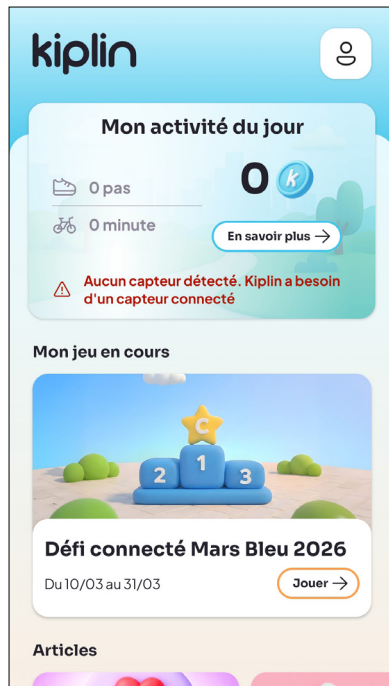 kiplin
Mon activité du jour
0 pas
0 k
0 minute
En savoir plus →
Aucun capteur détecté. Kiplin a besoin
d'un capteur connecté
Mon jeu en cours
C
2 1 3
Défi connecté Mars Bleu 2026
Du 10/03 au 31/03
Jouer →
Articles